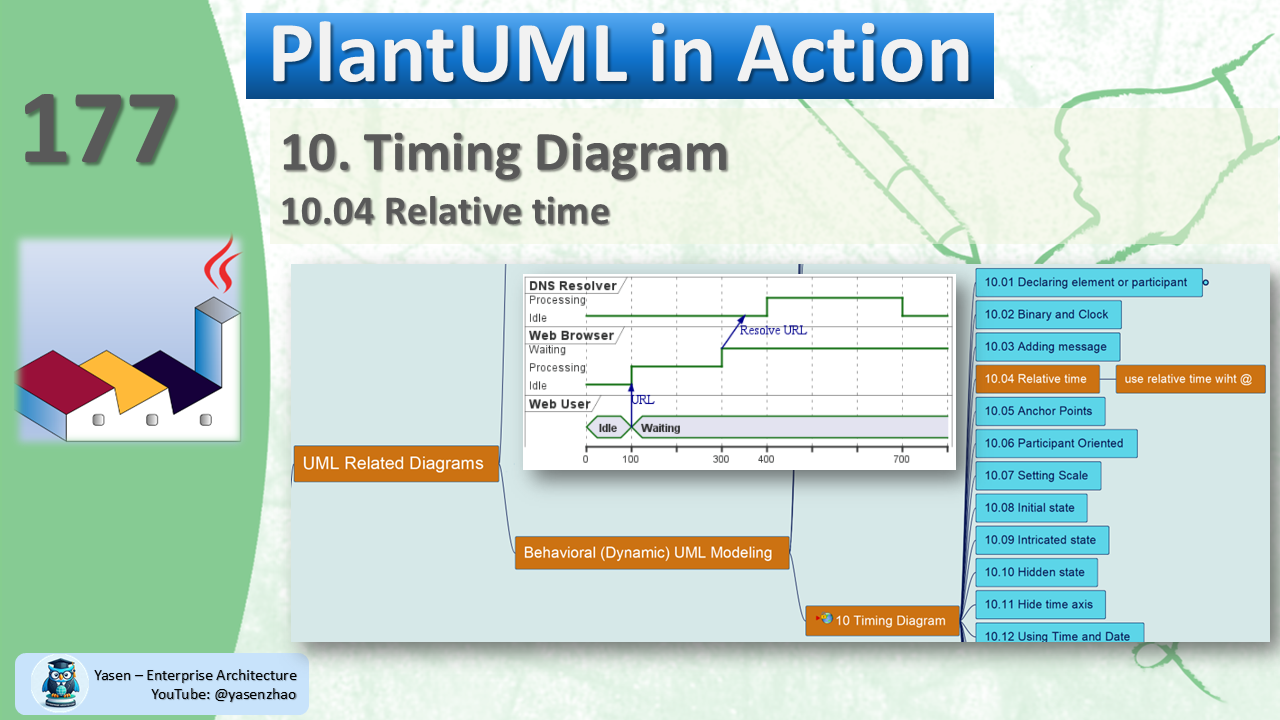 PlantUML in Action
177
10. Timing Diagram
10.04 Relative time
DNS Resolver
Processing
Idle
Resolve URL
Web Browser
Waiting
Processing
Idle
URL
Web User
Idle
Waiting
0
100
300
400
700
10.01 Declaring element or participant
10.02 Binary and Clock
10.03 Adding message
10.04 Relative time
use relative time wiht @
10.05 Anchor Points
10.06 Participant Oriented
10.07 Setting Scale
10.08 Initial state
10.09 Intricated state
10.10 Hidden state
10.11 Hide time axis
10.12 Using Time and Date
UML Related Diagrams
Behavioral (Dynamic) UML Modeling
10 Timing Diagram
Yasen – Enterprise Architecture
YouTube: @yasenzhao